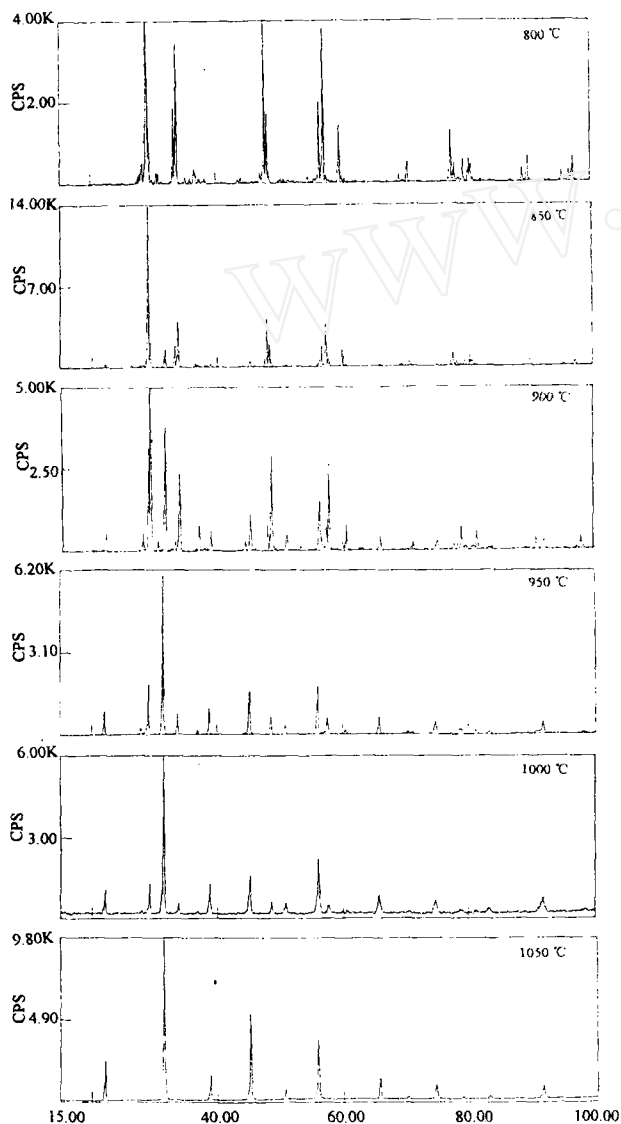 4.00K
800 ℃
CPS
2.00
14.00K
850 ℃
CPS
7.00
www.
5.00K
900 ℃
CPS
2.50
6.20K
950 ℃
CPS
3.10
6.00K
1000 ℃
CPS
3.00
9.80K
1050 ℃
CPS
4.90
15.00 40.00 60.00 80.00 100.00